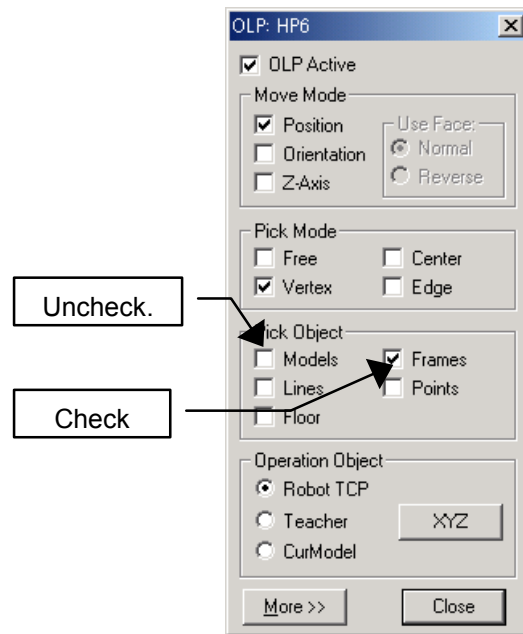 OLP: HP6
OLP Active
Move Mode
Position
Orientation
Z-Axis
Use Face:
Normal
Reverse
Pick Mode
Free
Center
Vertex
Edge
Uncheck.
Pick Object
Models
Frames
Lines
Points
Check
Floor
Operation Object
Robot TCP
Teacher
XYZ
CurModel
More >>
Close